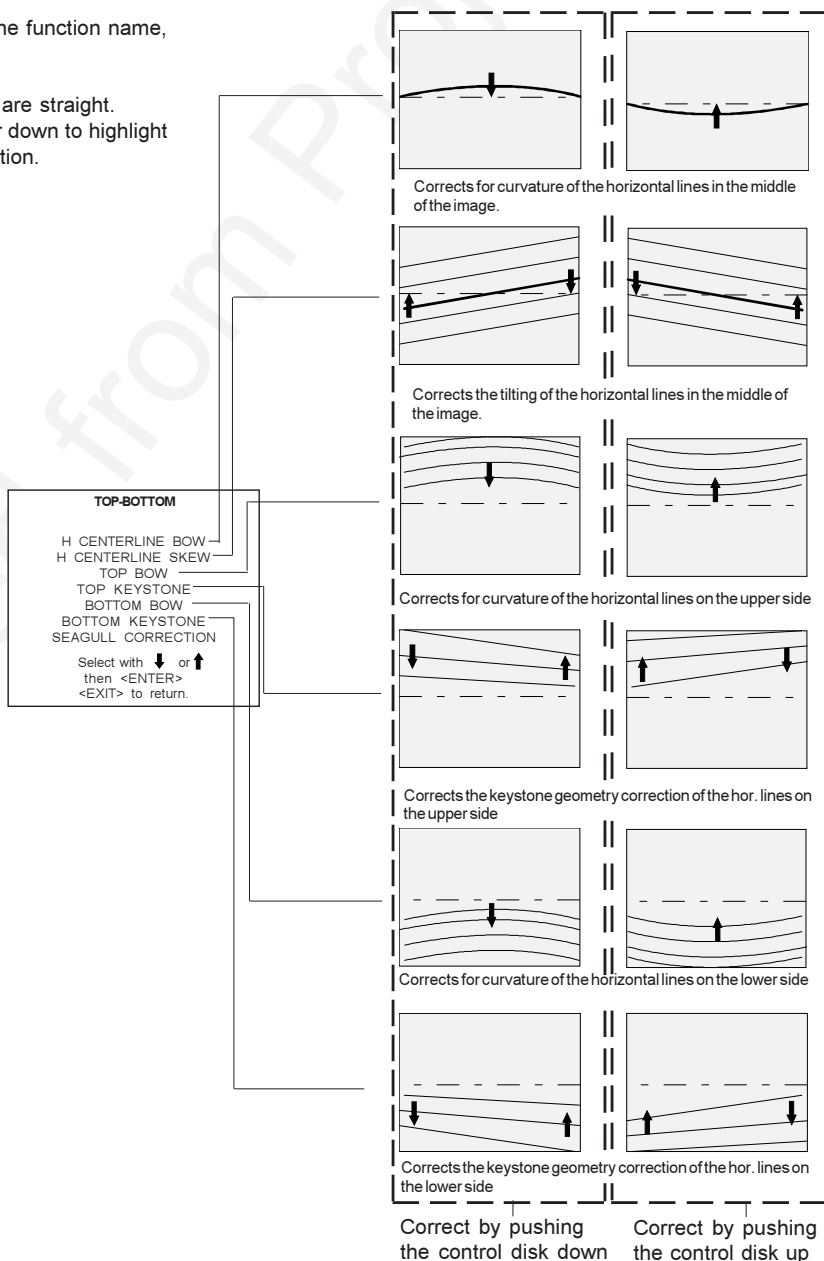 ne function name,
are straight.
r down to highlight
tion.
Corrects for curvature of the horizontal lines in the middle
of the image.
Corrects the tilting of the horizontal lines in the middle of
the image.
TOP-BOTTOM
H CENTERLINE BOW
H CENTERLINE SKEW
TOP BOW
TOP KEYSTONE
BOTTOM BOW
BOTTOM KEYSTONE
SEAGULL CORRECTION
Select with ⬇ or ⬆
then <ENTER>
<EXIT> to return.
Corrects for curvature of the horizontal lines on the upper side
Corrects the keystone geometry correction of the hor. lines on
the upper side
Corrects for curvature of the horizontal lines on the lower side
Corrects the keystone geometry correction of the hor. lines on
the lower side
Correct by pushing
the control disk down
Correct by pushing
the control disk up
from Pro